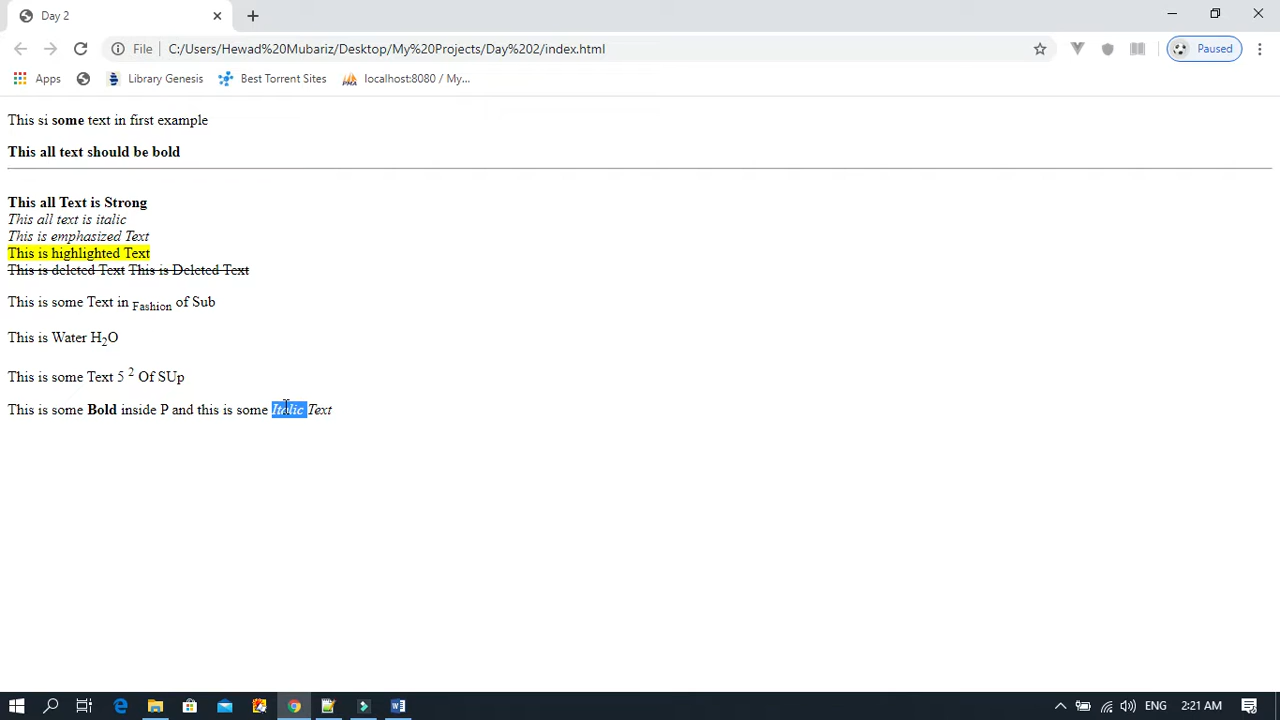 Day 2
File C:/Users/Hewad%20Mubariz/Desktop/My%20Projects/Day%202/index.html Paused
Apps Library Genesis Best Torrent Sites localhost:8080 / My...
This si some text in first example
This all text should be bold
This all Text is Strong
This all text is italic
This is emphasized Text
This is highlighted Text
This is deleted Text This is Deleted Text
This is some Text in Fashion of Sub
This is Water H2O
This is some Text 5 2 Of SUp
This is some Bold inside P and this is some Italic Text
ENG 2:21 AM